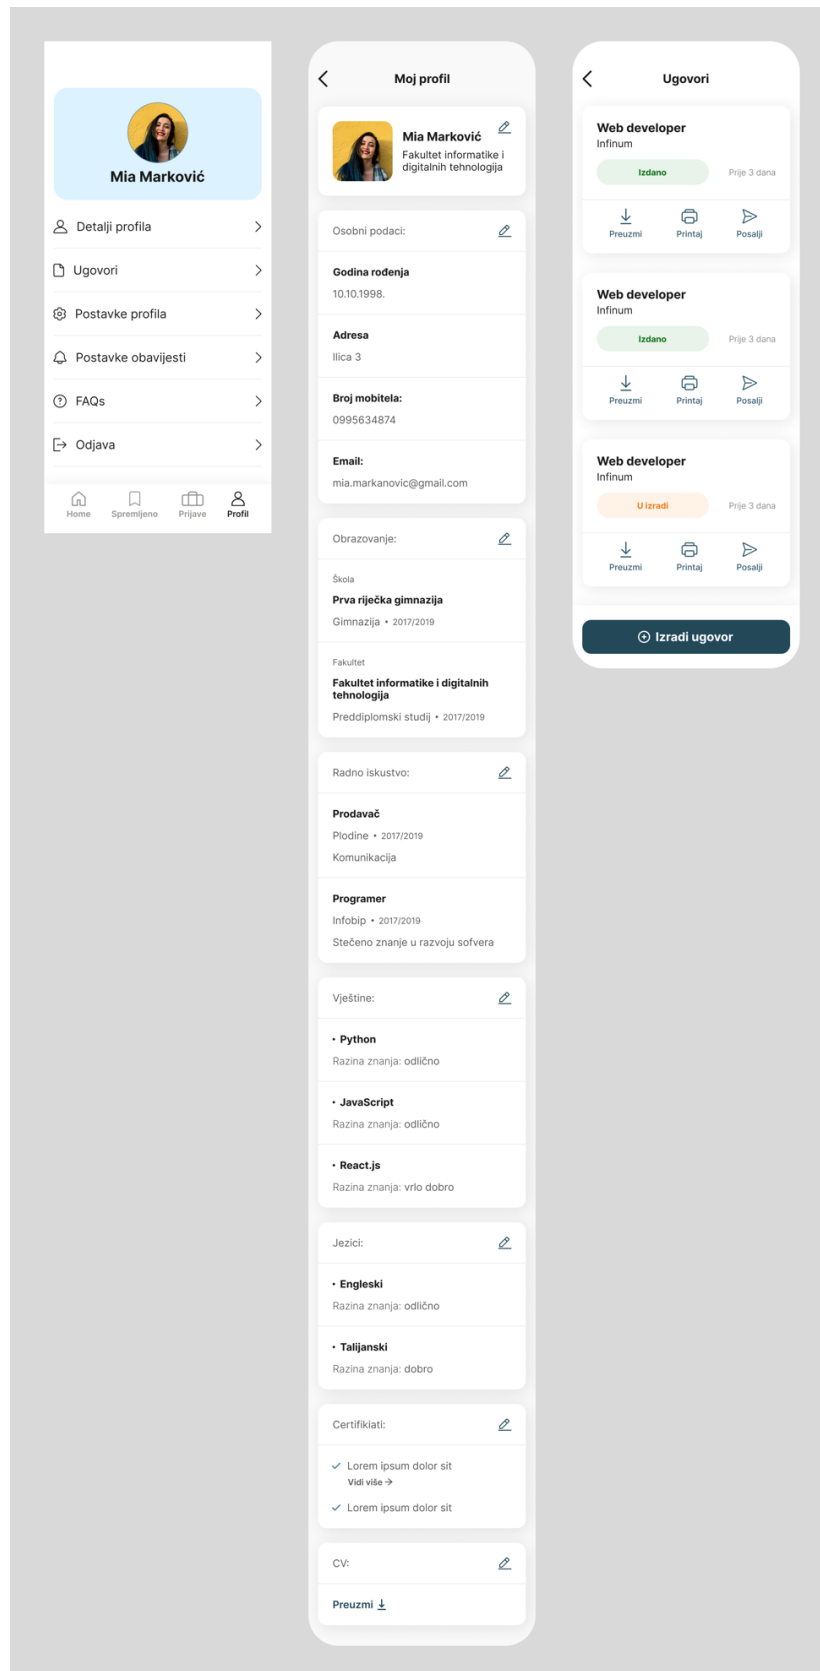 Mia Marković
Detalji profila
Ugovori
Postavke profila
Postavke obavijesti
FAQs
Odjava
Home
Spremljeno
Prijave
Profil
Moj profil
Mia Marković
Fakultet informatike i
digitalnih tehnologija
Osobni podaci:
Godina rođenja
10.10.1998.
Adresa
Ilica 3
Broj mobitela:
0995634874
Email:
mia.markanovic@gmail.com
Obrazovanje:
Škola
Prva riječka gimnazija
Gimnazija • 2017/2019
Fakultet
Fakultet informatike i digitalnih
tehnologija
Preddiplomski studij • 2017/2019
Radno iskustvo:
Prodavač
Plodine • 2017/2019
Komunikacija
Programer
Infobip • 2017/2019
Stečeno znanje u razvoju sofvera
Vještine:
• Python
Razina znanja: odlično
• JavaScript
Razina znanja: odlično
• React.js
Razina znanja: vrlo dobro
Jezici:
• Engleski
Razina znanja: odlično
• Talijanski
Razina znanja: dobro
Certifikiati:
Lorem ipsum dolor sit
Vidi više →
Lorem ipsum dolor sit
CV:
Preuzmi
Ugovori
Web developer
Infinum
Izdano Prije 3 dana
Preuzmi Printaj Posalji
Web developer
Infinum
Izdano Prije 3 dana
Preuzmi Printaj Posalji
Web developer
Infinum
U izradi Prije 3 dana
Preuzmi Printaj Posalji
Izradi ugovor